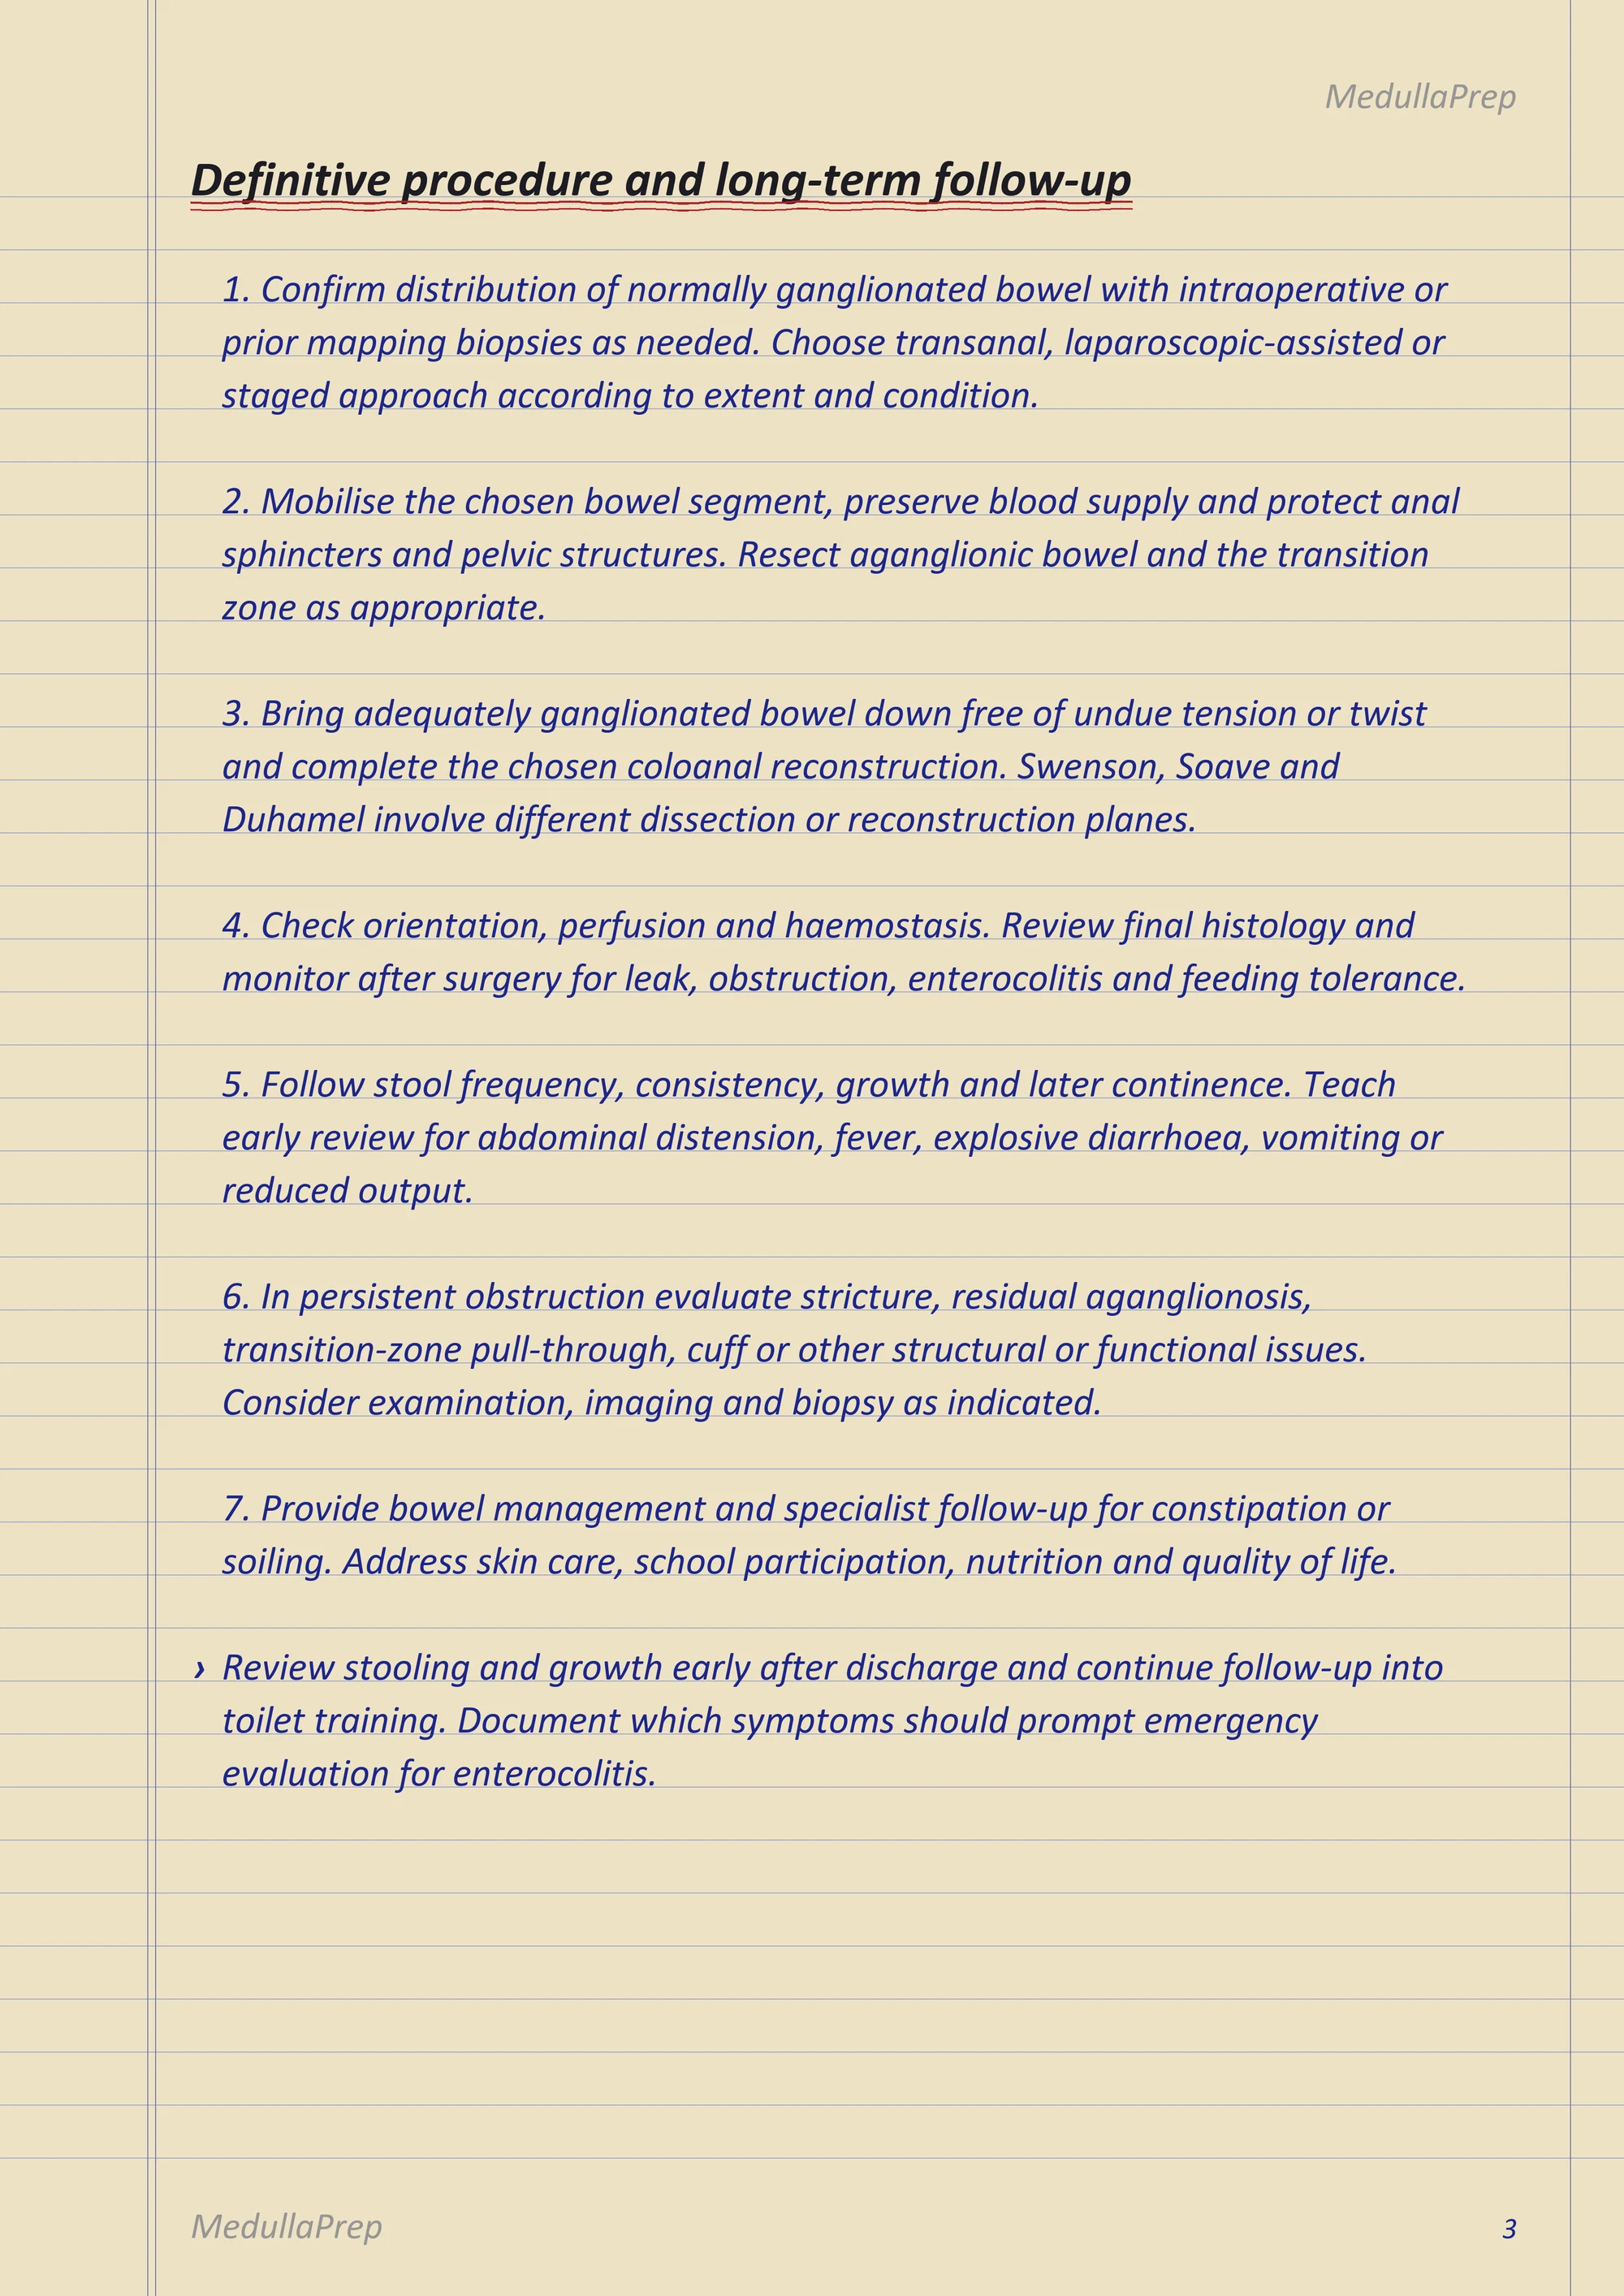 MedullaPrep
Definitive procedure and long-term follow-up
1. Confirm distribution of normally ganglionated bowel with intraoperative or
prior mapping biopsies as needed. Choose transanal, laparoscopic-assisted or
staged approach according to extent and condition.
2. Mobilise the chosen bowel segment, preserve blood supply and protect anal
sphincters and pelvic structures. Resect aganglionic bowel and the transition
zone as appropriate.
3. Bring adequately ganglionated bowel down free of undue tension or twist
and complete the chosen coloanal reconstruction. Swenson, Soave and
Duhamel involve different dissection or reconstruction planes.
4. Check orientation, perfusion and haemostasis. Review final histology and
monitor after surgery for leak, obstruction, enterocolitis and feeding tolerance.
5. Follow stool frequency, consistency, growth and later continence. Teach
early review for abdominal distension, fever, explosive diarrhoea, vomiting or
reduced output.
6. In persistent obstruction evaluate stricture, residual aganglionosis,
transition-zone pull-through, cuff or other structural or functional issues.
Consider examination, imaging and biopsy as indicated.
7. Provide bowel management and specialist follow-up for constipation or
soiling. Address skin care, school participation, nutrition and quality of life.
› Review stooling and growth early after discharge and continue follow-up into
toilet training. Document which symptoms should prompt emergency
evaluation for enterocolitis.
MedullaPrep
3